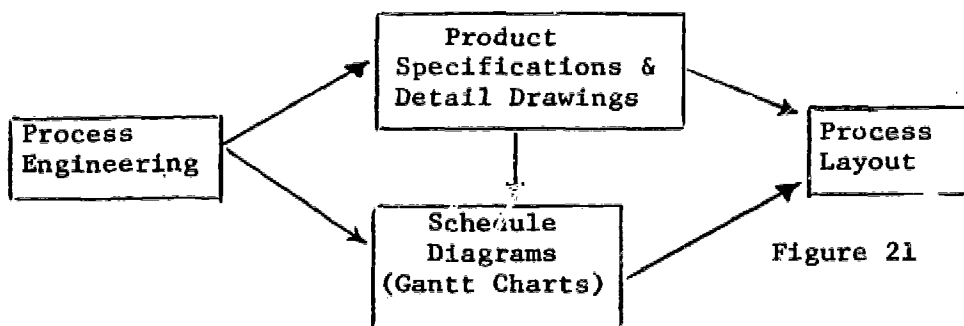 Product
Specifications &
Detail Drawings
Process
Engineering
Process
Layout
Schedule
Diagrams
(Gantt Charts)
Figure 21